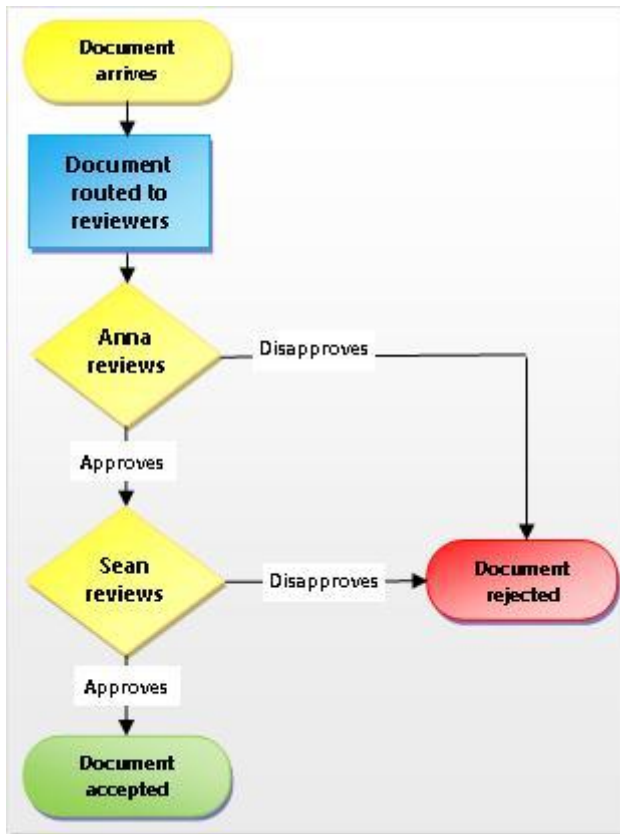 Document
arrives
Document
routed to
reviewers
Anna
reviews
Disapproves
Approves
Sean
reviews
Disapproves
Document
rejected
Approves
Document
accepted